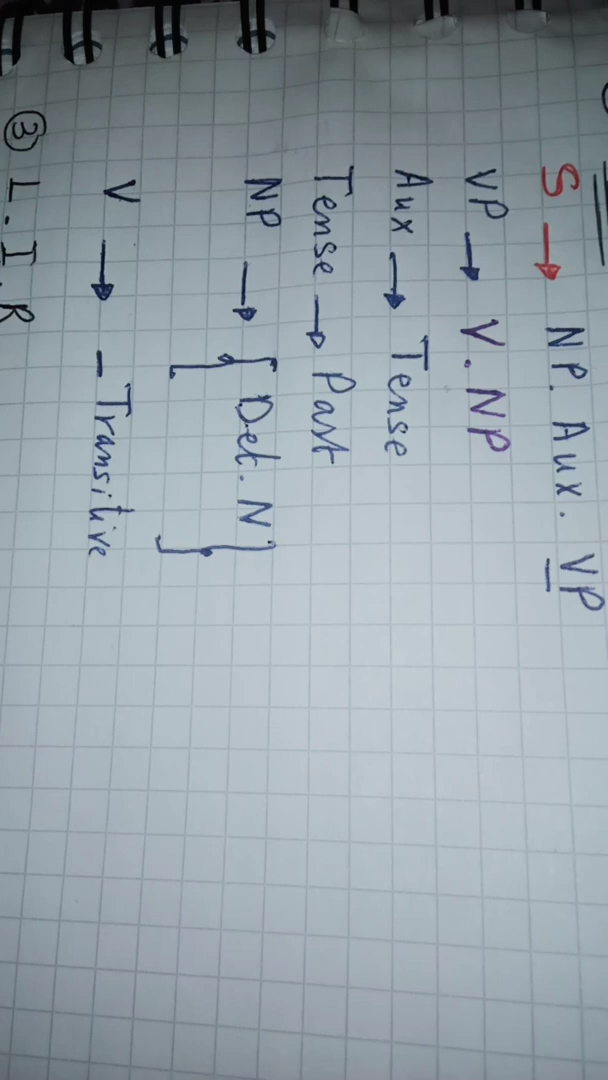 S → NP. Aux. VP
VP → V. NP
Aux → Tense
Tense → Past
NP → { Det. N }
V → - Transitive
③ L. I. R